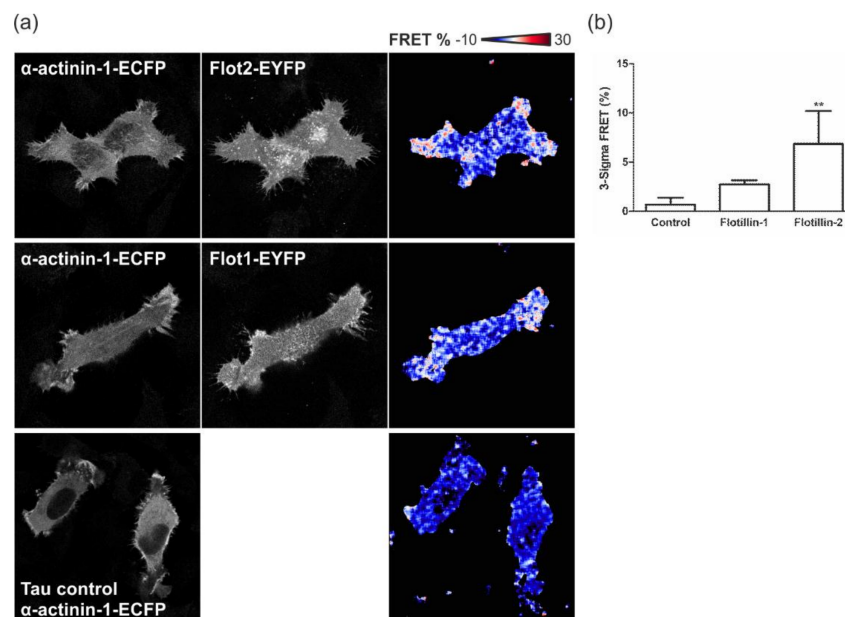 (a)
(b)
FRET % -10 30
α-actinin-1-ECFP
Flot2-EYFP
α-actinin-1-ECFP
Flot1-EYFP
Tau control
α-actinin-1-ECFP
3-Sigma FRET (%)
15
10
5
0
**
Control
Flotillin-1
Flotillin-2